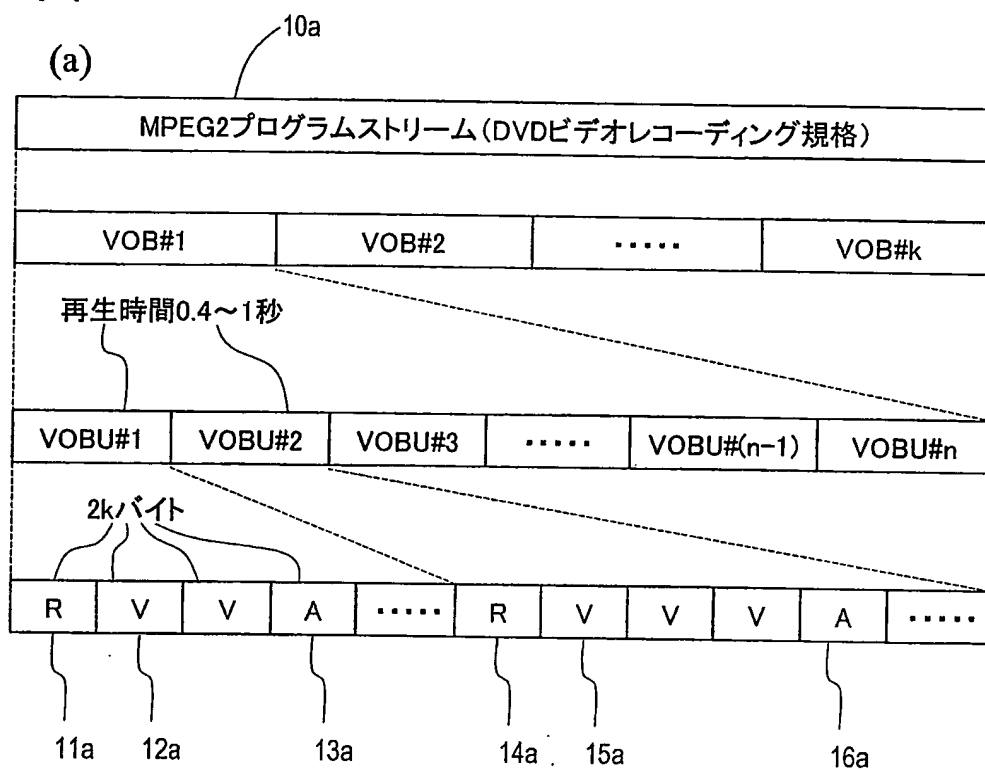 10a
(a)
MPEG2プログラムストリーム(DVDビデオレコーディング規格)
VOB#1 VOB#2 ····· VOB#k
再生時間0.4～1秒
VOBU#1 VOBU#2 VOBU#3 ····· VOBU#(n-1) VOBU#n
2kバイト
R V V A ····· R V V V A ·····
11a 12a 13a 14a 15a 16a